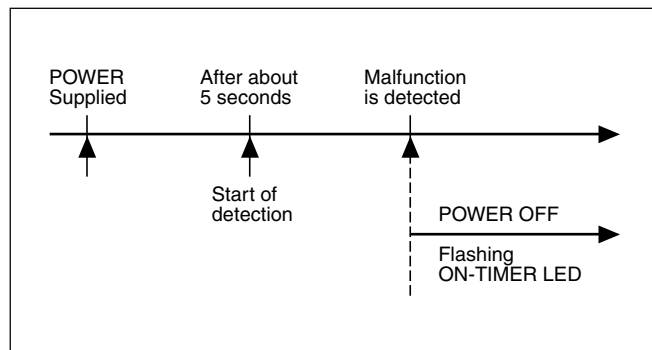 POWER
Supplied
After about
5 seconds
Malfunction
is detected
Start of
detection
POWER OFF
Flashing
ON-TIMER LED